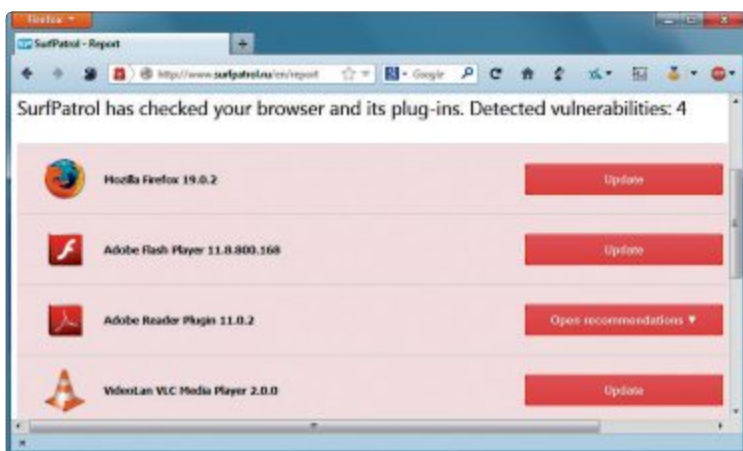 Firefox
SurfPatrol - Report
http://www.surfpatrol.ru/en/report
Google
SurfPatrol has checked your browser and its plug-ins. Detected vulnerabilities: 4
Mozilla Firefox 19.0.2
Update
Adobe Flash Player 11.8.800.168
Update
Adobe Reader Plugin 11.0.2
Open recommendations ▼
VideoLan VLC Media Player 2.0.0
Update